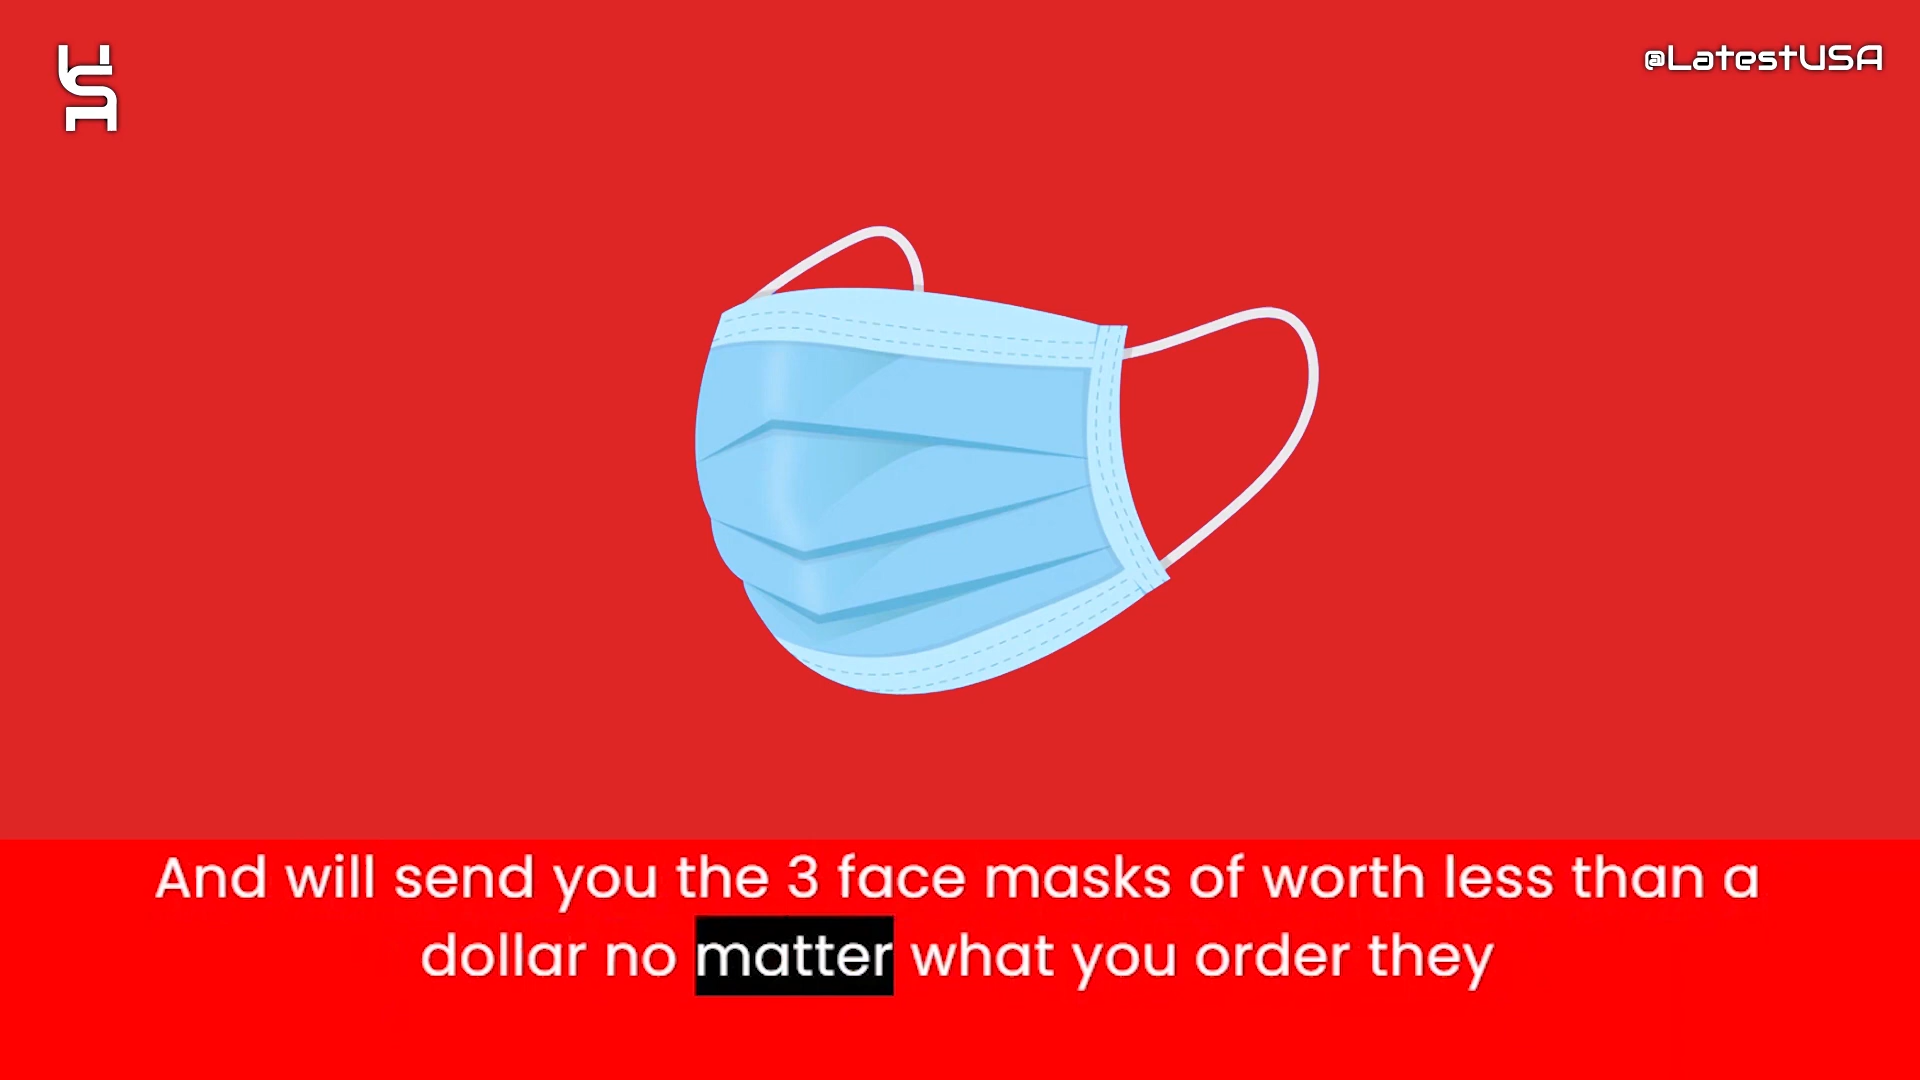 USA
@LatestUSA
And will send you the 3 face masks of worth less than a
dollar no matter what you order they